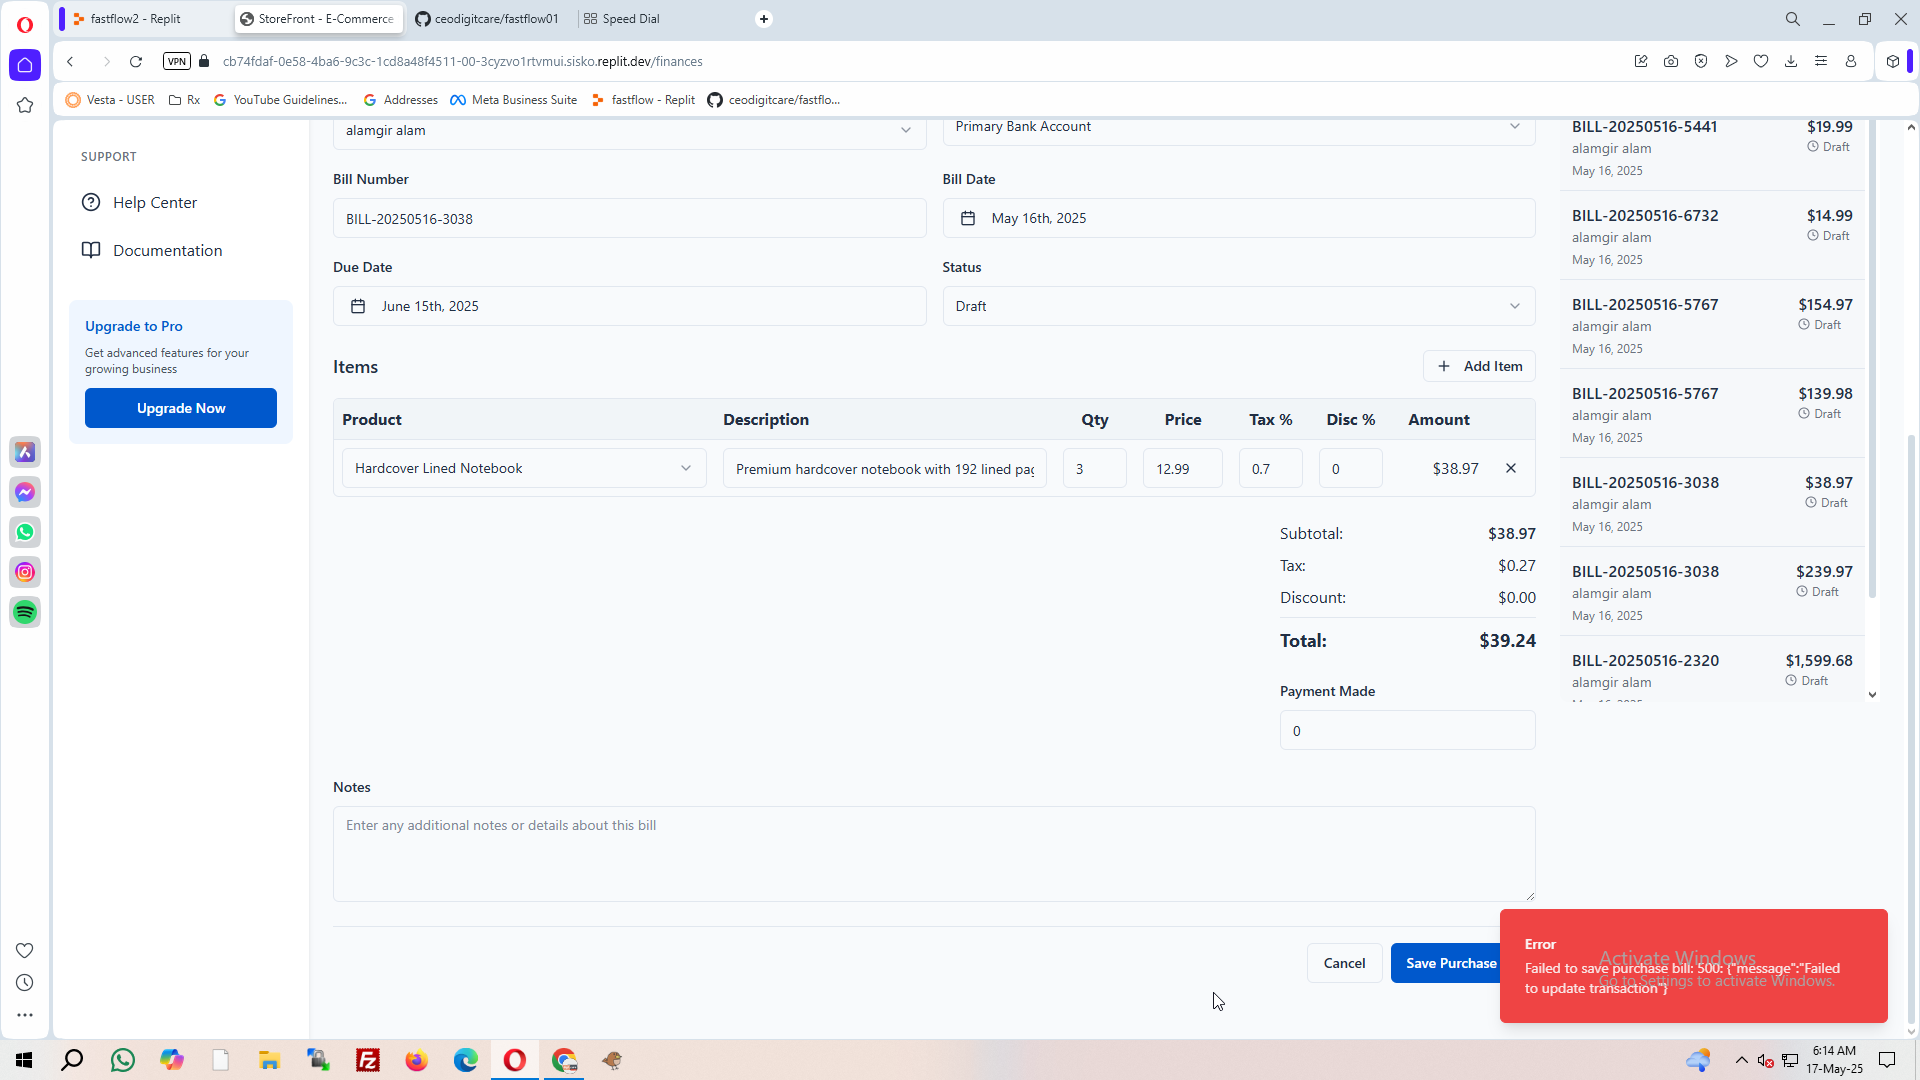 fastflow2 - Replit
StoreFront - E-Commerce
ceodigitcare/fastflow01
Speed Dial
VPN
cb74fdaf-0e58-4ba6-9c3c-1cd8a48f4511-00-3cyzvo1rtvmui.sisko.replit.dev/finances
Vesta - USER
Rx
YouTube Guidelines...
Addresses
Meta Business Suite
fastflow - Replit
ceodigitcare/fastflo...
SUPPORT
Help Center
Documentation
Upgrade to Pro
Get advanced features for your
growing business
Upgrade Now
alamgir alam
Primary Bank Account
Bill Number
BILL-20250516-3038
Bill Date
May 16th, 2025
Due Date
June 15th, 2025
Status
Draft
Items
Add Item
Product Description Qty Price Tax % Disc % Amount
Hardcover Lined Notebook Premium hardcover notebook with 192 lined pag 3 12.99 0.7 0 $38.97
Subtotal: $38.97
Tax: $0.27
Discount: $0.00
Total: $39.24
Payment Made
0
Notes
Enter any additional notes or details about this bill
Cancel
Save Purchase
BILL-20250516-5441 $19.99
alamgir alam Draft
May 16, 2025
BILL-20250516-6732 $14.99
alamgir alam Draft
May 16, 2025
BILL-20250516-5767 $154.97
alamgir alam Draft
May 16, 2025
BILL-20250516-5767 $139.98
alamgir alam Draft
May 16, 2025
BILL-20250516-3038 $38.97
alamgir alam Draft
May 16, 2025
BILL-20250516-3038 $239.97
alamgir alam Draft
May 16, 2025
BILL-20250516-2320 $1,599.68
alamgir alam Draft
Error
Failed to save purchase bill: 500: {"message":"Failed
to update transaction"}
Activate Windows
Go to Settings to activate Windows.
6:14 AM
17-May-25